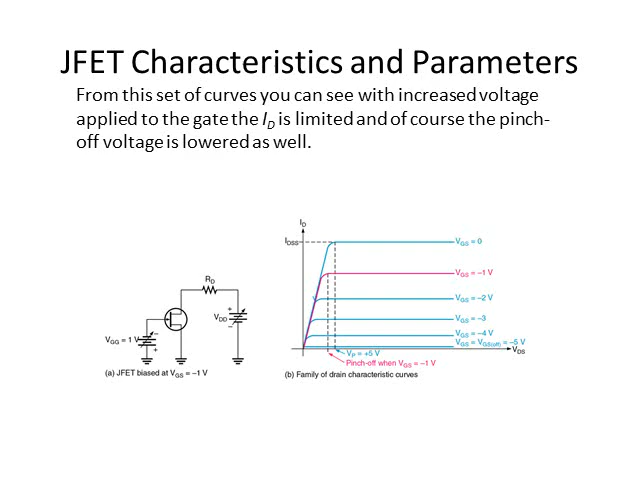 JFET Characteristics and Parameters
From this set of curves you can see with increased voltage
applied to the gate the I_D is limited and of course the pinch-
off voltage is lowered as well.
R_D
V_DD
+
−
V_GG = 1 V
−
+
(a) JFET biased at V_GS = −1 V
I_D
I_DSS
V_GS = 0
V_GS = −1 V
V_GS = −2 V
V_GS = −3
V_GS = −4 V
V_GS = V_GS(off) = −5 V
V_DS
V_P = +5 V
Pinch-off when V_GS = −1 V
(b) Family of drain characteristic curves